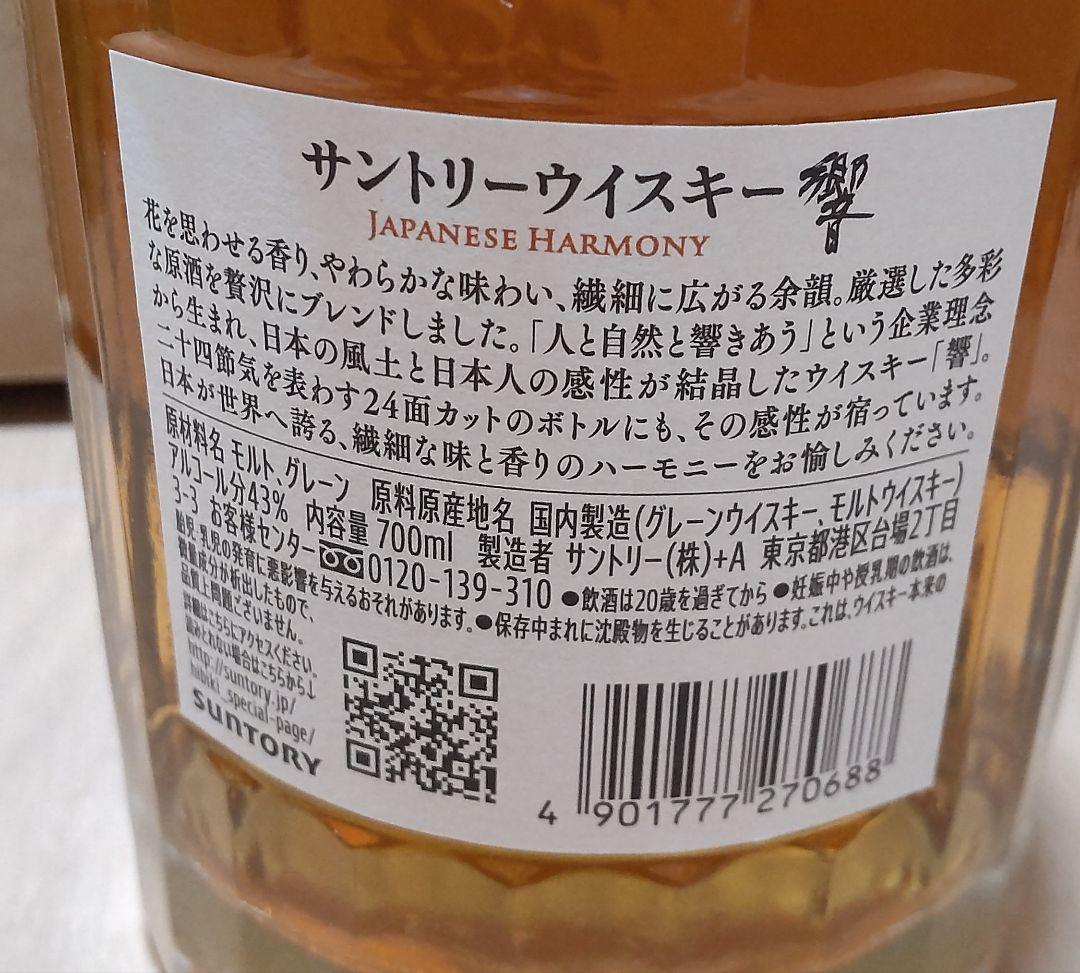 サントリーウイスキー 響
JAPANESE HARMONY
花を思わせる香り、やわらかな味わい、繊細に広がる余韻。厳選した多彩
な原酒を贅沢にブレンドしました。「人と自然と響きあう」という企業理念
から生まれ、日本の風土と日本人の感性が結晶したウイスキー「響」。
二十四節気を表わす24面カットのボトルにも、その感性が宿っています。
日本が世界へ誇る、繊細な味と香りのハーモニーをお愉しみください。
原材料名 モルト、グレーン 原料原産地名 国内製造(グレーンウイスキー、モルトウイスキー)
アルコール分43% 内容量 700ml 製造者 サントリー(株)+A 東京都港区台場2丁目
3-3 お客様センター 0120-139-310 ●飲酒は20歳を過ぎてから ●妊娠中や授乳期の飲酒は、
胎児・乳児の発育に悪影響を与えるおそれがあります。●保存中まれに沈殿物を生じることがあります。これは、ウイスキー本来の
微量成分が析出したもので、
品質上問題ございません。
詳細はこちらにアクセスください。
読みとれない場合はこちらから↓
http://suntory.jp/
hibiki_special-page/
SUNTORY
4 901777 270688